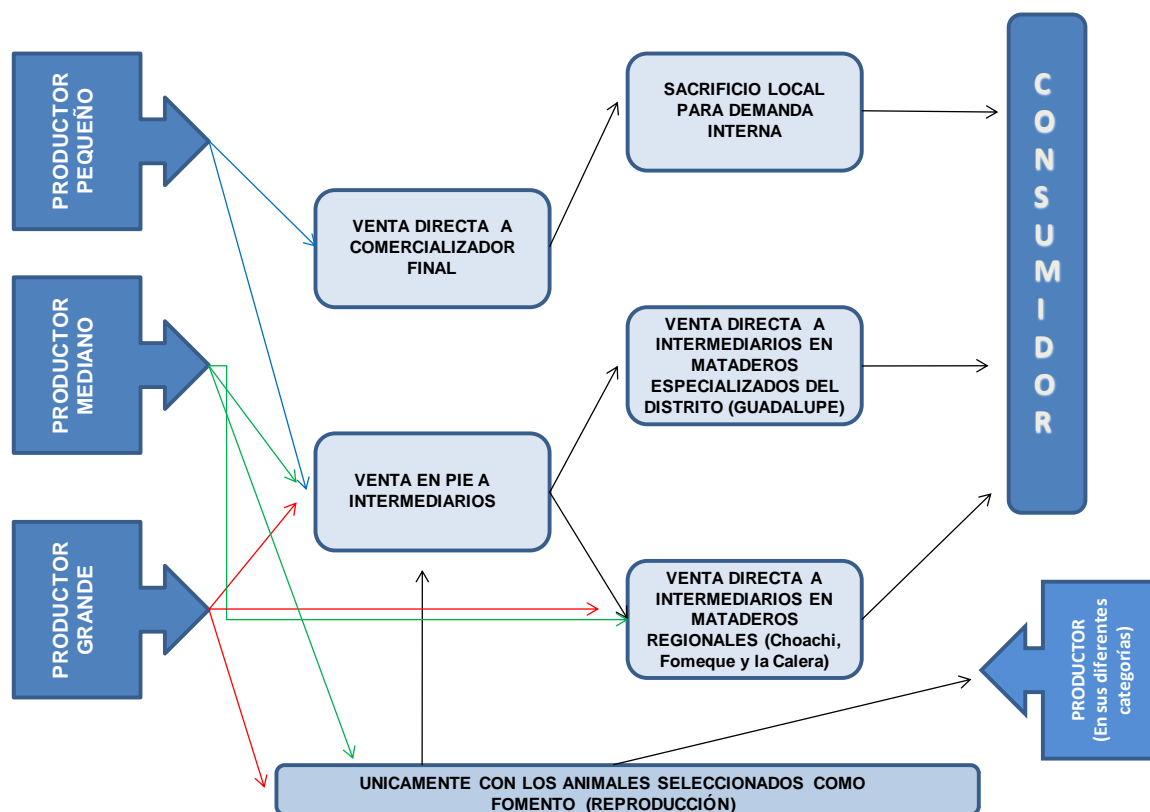 PRODUCTOR
PEQUEÑO
PRODUCTOR
MEDIANO
PRODUCTOR
GRANDE
VENTA DIRECTA A
COMERCIALIZADOR
FINAL
VENTA EN PIE A
INTERMEDIARIOS
SACRIFICIO LOCAL
PARA DEMANDA
INTERNA
VENTA DIRECTA A
INTERMEDIARIOS EN
MATADEROS
ESPECIALIZADOS DEL
DISTRITO (GUADALUPE)
VENTA DIRECTA A
INTERMEDIARIOS EN
MATADEROS
REGIONALES (Choachi,
Fomeque y la Calera)
CONSUMIDOR
PRODUCTOR
(En sus diferentes
categorías)
UNICAMENTE CON LOS ANIMALES SELECCIONADOS COMO
FOMENTO (REPRODUCCIÓN)